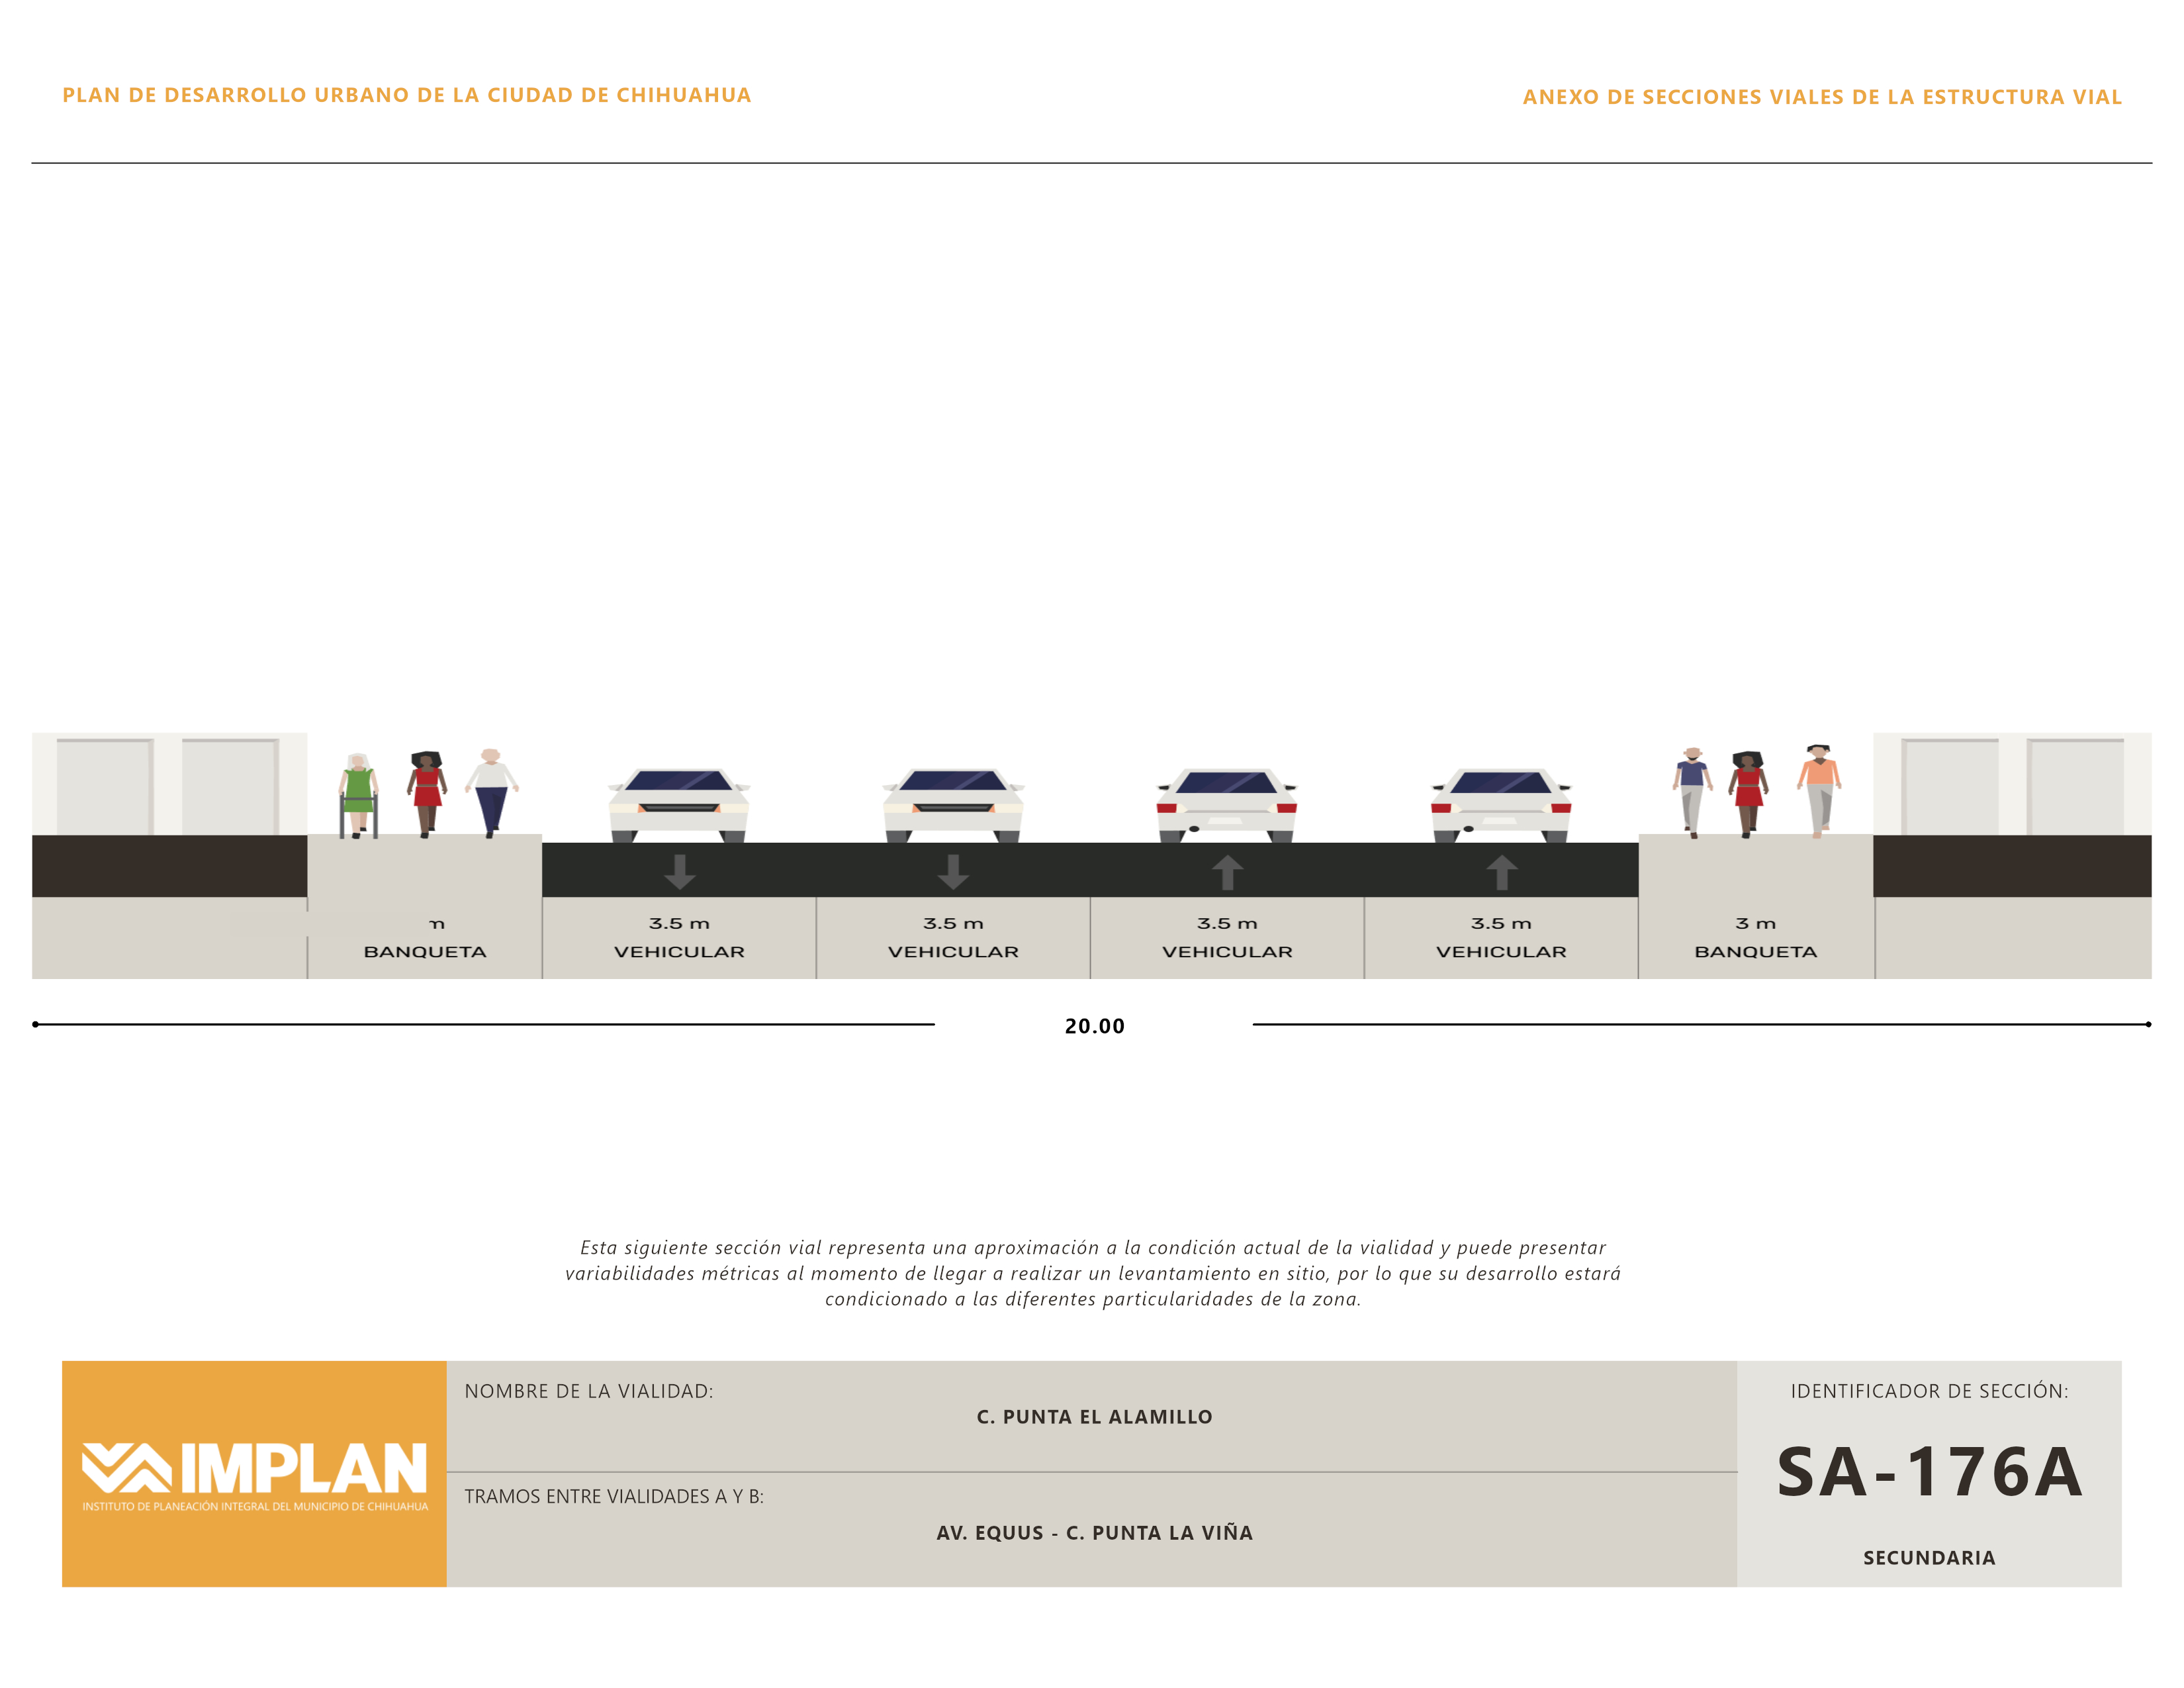 PLAN DE DESARROLLO URBANO DE LA CIUDAD DE CHIHUAHUA
ANEXO DE SECCIONES VIALES DE LA ESTRUCTURA VIAL
m
BANQUETA
3.5 m
VEHICULAR
3.5 m
VEHICULAR
3.5 m
VEHICULAR
3.5 m
VEHICULAR
3 m
BANQUETA
20.00
Esta siguiente sección vial representa una aproximación a la condición actual de la vialidad y puede presentar
variabilidades métricas al momento de llegar a realizar un levantamiento en sitio, por lo que su desarrollo estará
condicionado a las diferentes particularidades de la zona.
IMPLAN
INSTITUTO DE PLANEACIÓN INTEGRAL DEL MUNICIPIO DE CHIHUAHUA
NOMBRE DE LA VIALIDAD:
C. PUNTA EL ALAMILLO
TRAMOS ENTRE VIALIDADES A Y B:
AV. EQUUS - C. PUNTA LA VIÑA
IDENTIFICADOR DE SECCIÓN:
SA-176A
SECUNDARIA